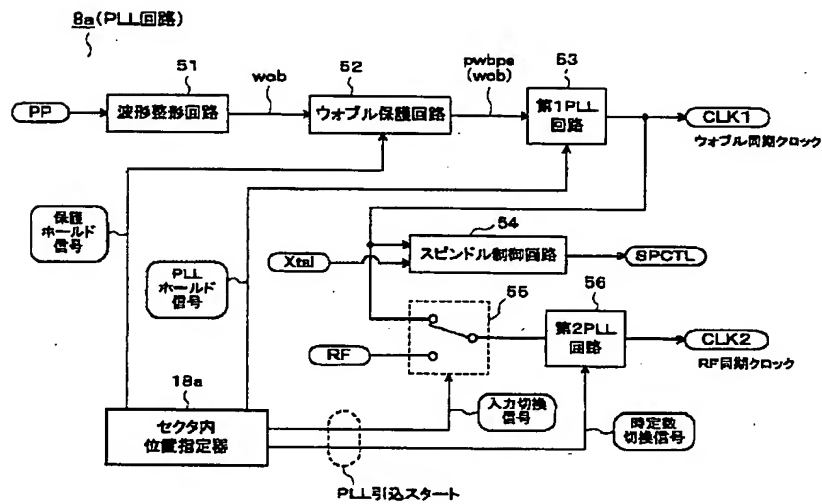 8a(PLL回路)
51
wob
52
pwbpe
(wob)
53
PP
波形整形回路
ウォブル保護回路
第1PLL
回路
CLK1
ウォブル同期クロック
保護
ホールド
信号
PLL
ホールド
信号
54
Xtal
スピンドル制御回路
SPCTL
55
56
RF
第2PLL
回路
CLK2
RF同期クロック
18a
セクタ内
位置指定器
入力切換
信号
時定数
切換信号
PLL引込スタート